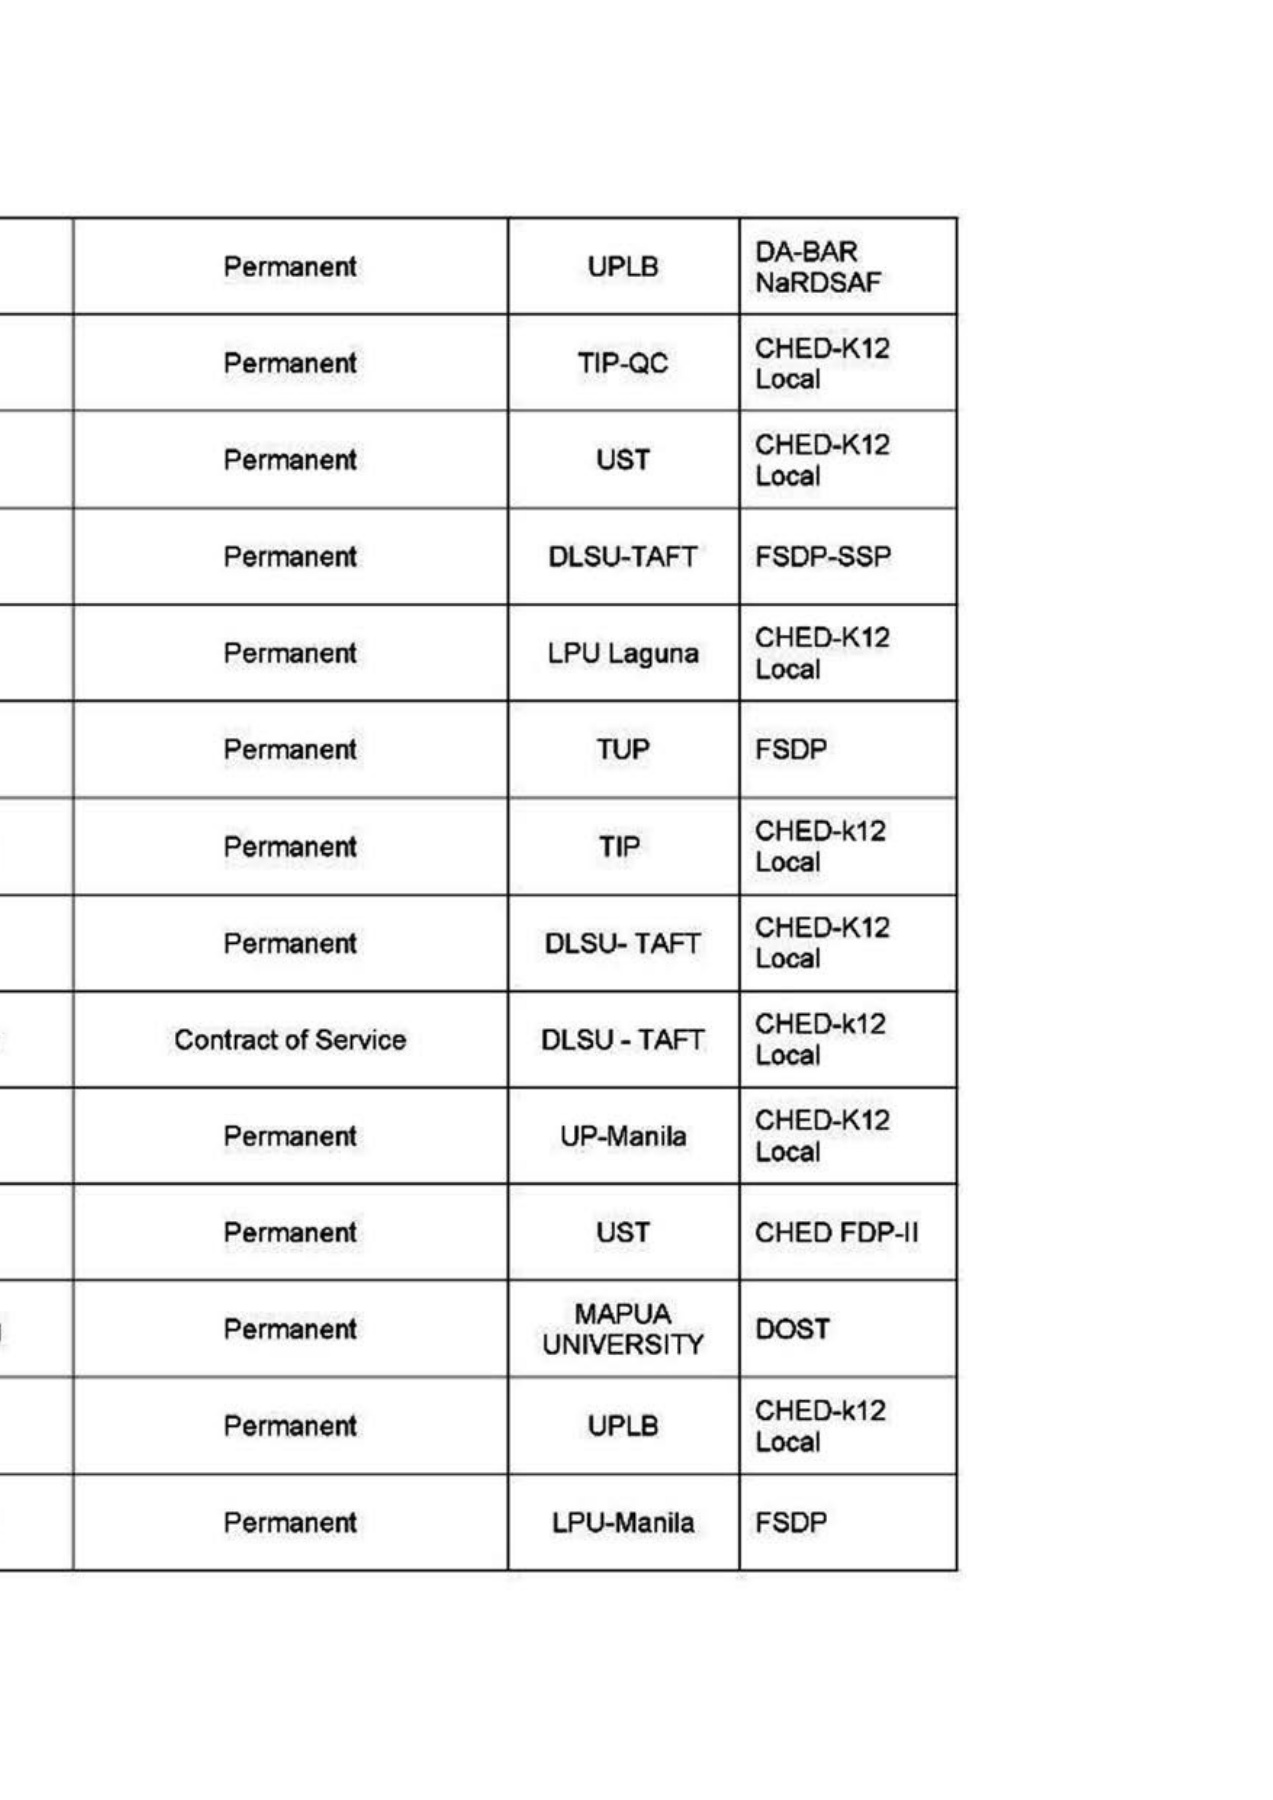 Permanent UPLB DA-BAR
NaRDSAF
Permanent TIP-QC CHED-K12
Local
Permanent UST CHED-K12
Local
Permanent DLSU-TAFT FSDP-SSP
Permanent LPU Laguna CHED-K12
Local
Permanent TUP FSDP
Permanent TIP CHED-k12
Local
Permanent DLSU- TAFT CHED-K12
Local
Contract of Service DLSU - TAFT CHED-k12
Local
Permanent UP-Manila CHED-K12
Local
Permanent UST CHED FDP-II
Permanent MAPUA
UNIVERSITY DOST
Permanent UPLB CHED-k12
Local
Permanent LPU-Manila FSDP